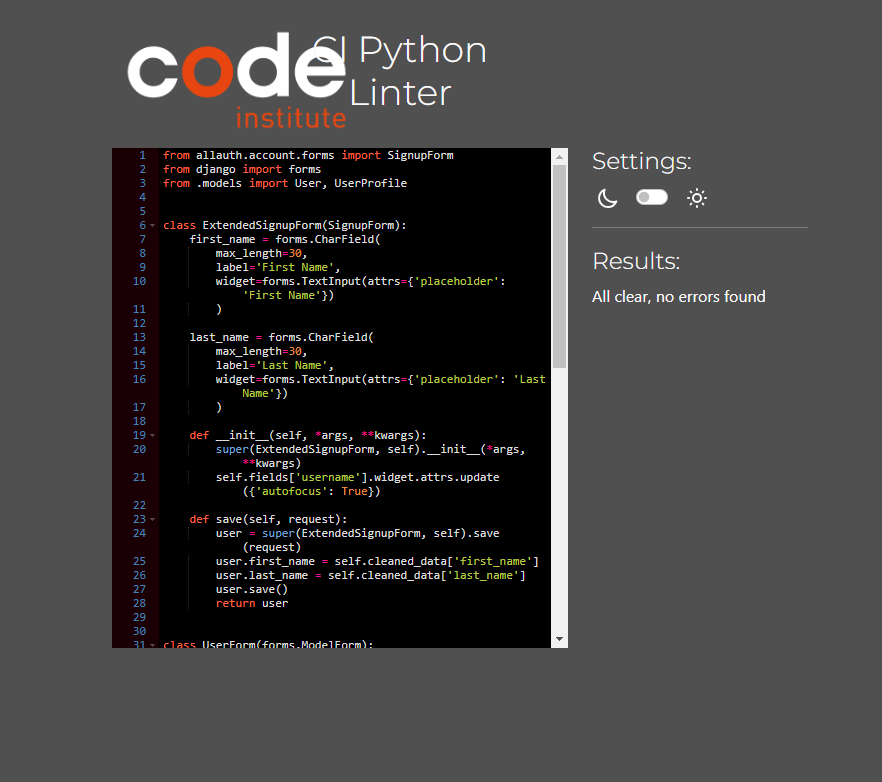 code
institute
CI Python
Linter
1 from allauth.account.forms import SignupForm
2 from django import forms
3 from .models import User, UserProfile
4
5
6 class ExtendedSignupForm(SignupForm):
7 first_name = forms.CharField(
8 max_length=30,
9 label='First Name',
10 widget=forms.TextInput(attrs={'placeholder':
'First Name'})
11 )
12
13 last_name = forms.CharField(
14 max_length=30,
15 label='Last Name',
16 widget=forms.TextInput(attrs={'placeholder': 'Last
Name'})
17 )
18
19 def __init__(self, *args, **kwargs):
20 super(ExtendedSignupForm, self).__init__(*args,
**kwargs)
21 self.fields['username'].widget.attrs.update
({'autofocus': True})
22
23 def save(self, request):
24 user = super(ExtendedSignupForm, self).save
(request)
25 user.first_name = self.cleaned_data['first_name']
26 user.last_name = self.cleaned_data['last_name']
27 user.save()
28 return user
29
30
31 class UserForm(forms.ModelForm):
Settings:
Results:
All clear, no errors found